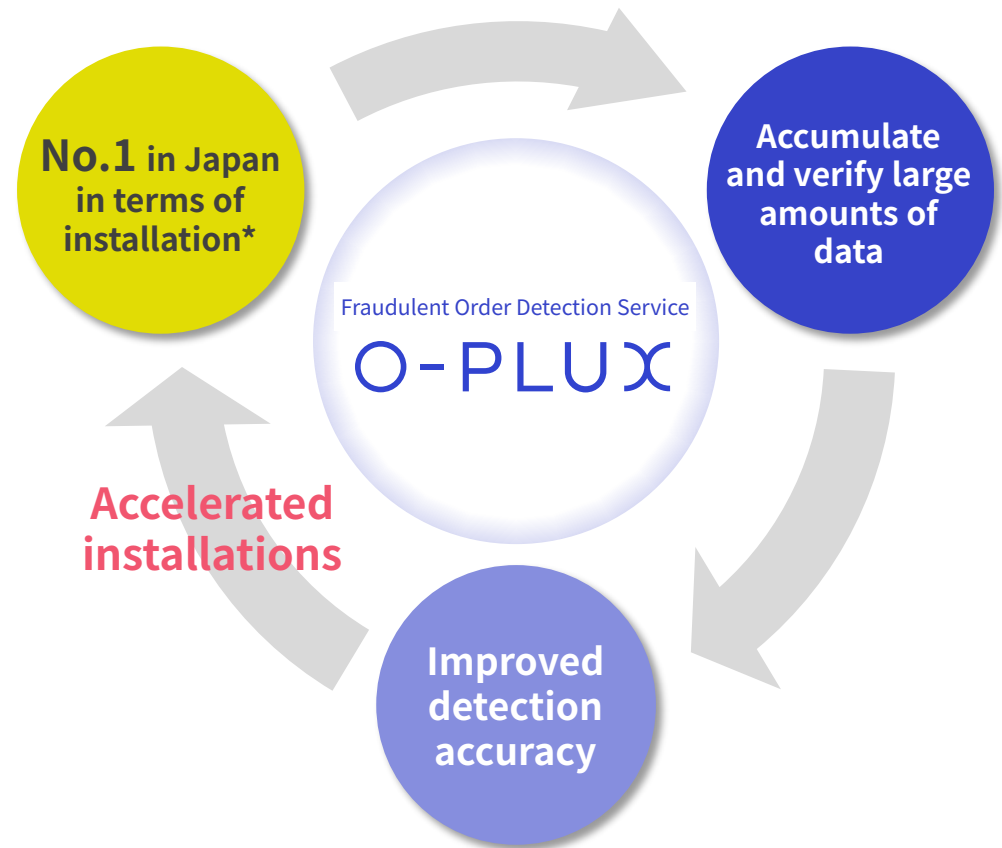 No.1 in Japan
in terms of
installation*
Accumulate
and verify large
amounts of
data
Fraudulent Order Detection Service
O-PLUX
Accelerated
installations
Improved
detection
accuracy